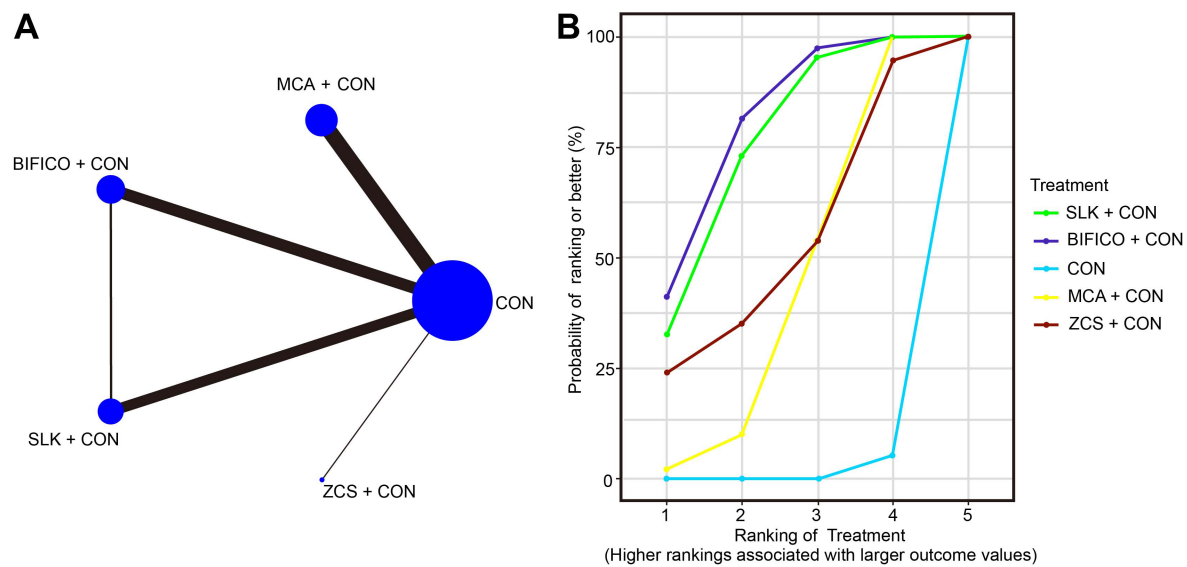 A
MCA + CON
BIFICO + CON
CON
SLK + CON
ZCS + CON
B
Probability of ranking or better (%)
100
75
50
25
0
1 2 3 4 5
Ranking of Treatment
(Higher rankings associated with larger outcome values)
Treatment
SLK + CON
BIFICO + CON
CON
MCA + CON
ZCS + CON